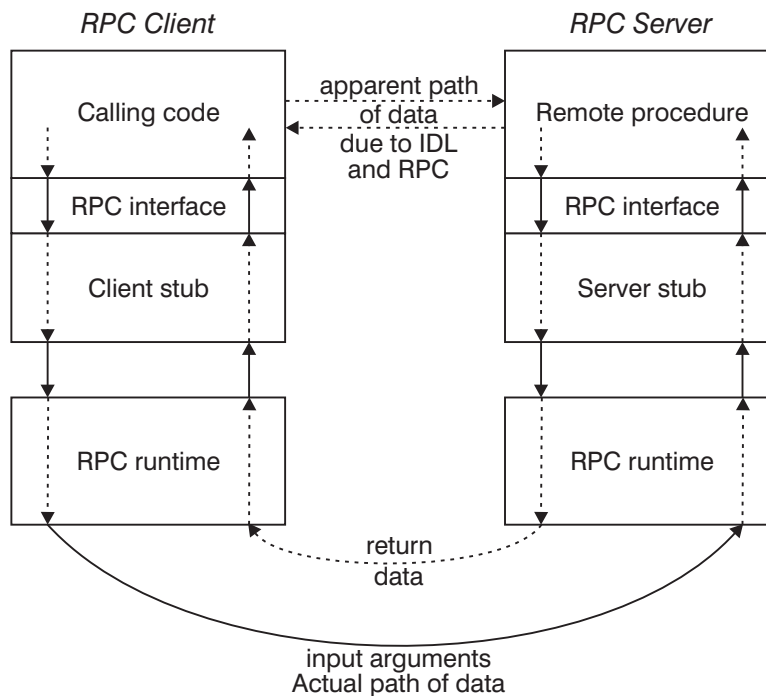 RPC Client
RPC Server
Calling code
apparent path
of data
due to IDL
and RPC
Remote procedure
RPC interface
RPC interface
Client stub
Server stub
RPC runtime
RPC runtime
return
data
input arguments
Actual path of data